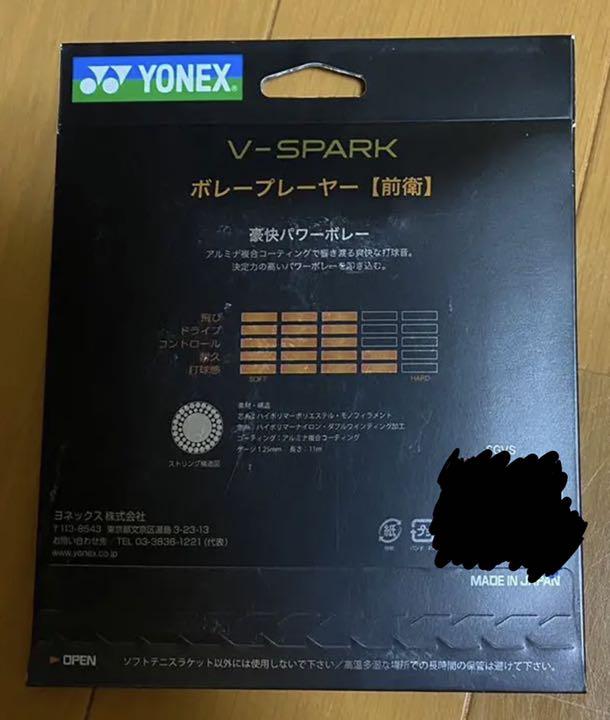 YONEX
V-SPARK
ボレープレーヤー【前衛】
豪快パワーボレー
アルミナ複合コーティングで響き渡る爽快な打球音。
決定力の高いパワーボレーを叩き込む。
飛び
ドライブ
コントロール
耐久
打球感
SOFT HARD
素材・構造
芯糸：ハイポリマーポリエステル・モノフィラメント
側糸：ハイポリマーナイロン・ダブルワインディング加工
コーティング：アルミナ複合コーティング
ゲージ 1.25mm 長さ：11m
ストリング構造図
SGVS
ヨネックス株式会社
〒113-8543 東京都文京区湯島 3-23-13
お問い合わせ先／TEL 03-3836-1221（代表）
www.yonex.co.jp
紙
MADE IN JAPAN
OPEN
ソフトテニスラケット以外には使用しないで下さい／高温多湿な場所での長時間の保管は避けて下さい。